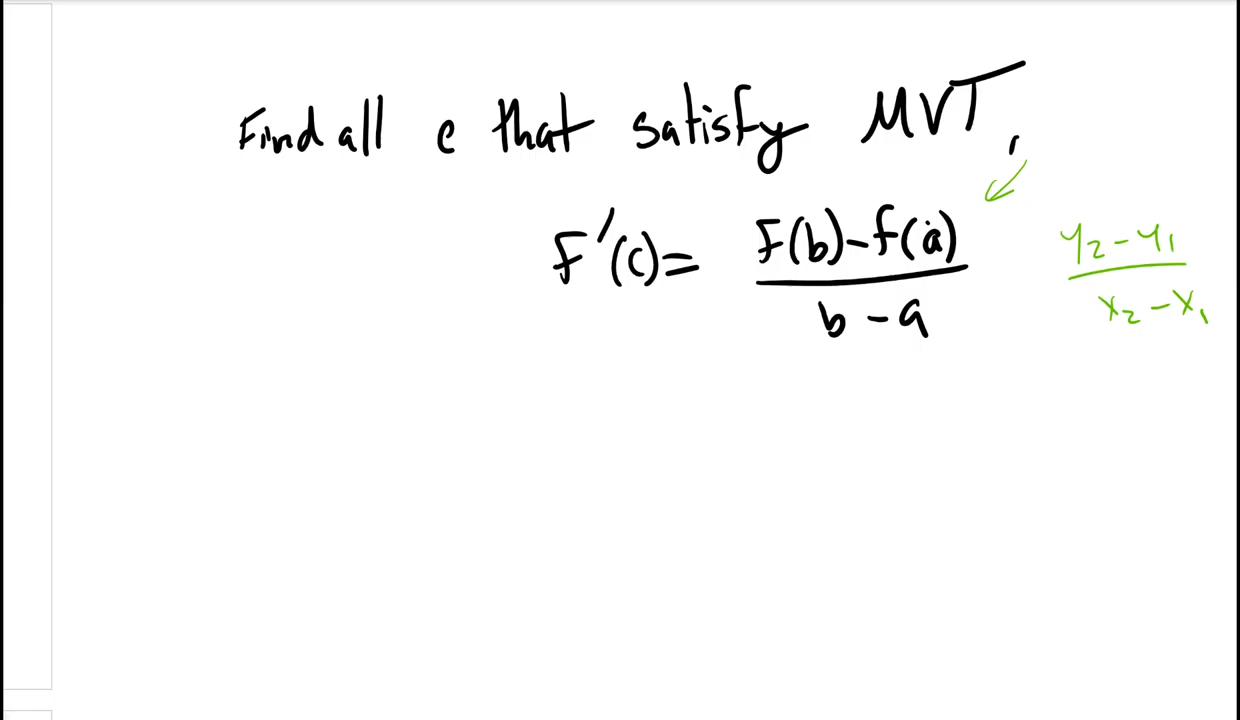 Find all c that satisfy MVT,
F'(c) = F(b)-f(a) / b-a
y2-y1 / x2-x1